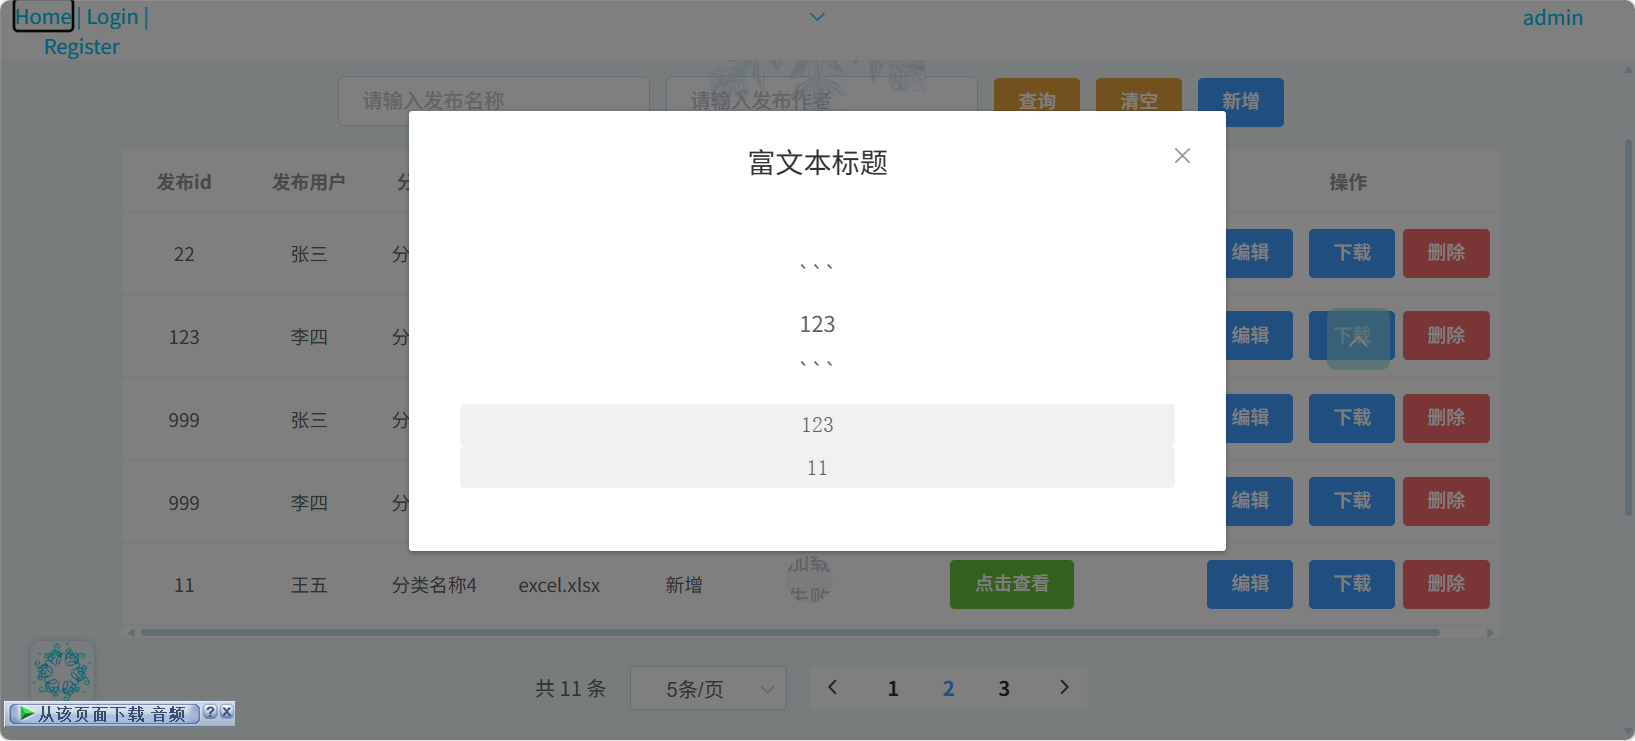 Home | Login |
Register
admin
请输入发布名称
请输入发布作者
查询
清空
新增
富文本标题
、、、
123
、、、
123
11
发布id
发布用户
操作
22
张三
编辑
下载
删除
123
李四
编辑
下载
删除
999
张三
编辑
下载
删除
999
李四
编辑
下载
删除
11
王五
分类名称4
excel.xlsx
新增
加载
失败
点击查看
编辑
下载
删除
共 11 条
5条/页
1
2
3
从该页面下载 音频